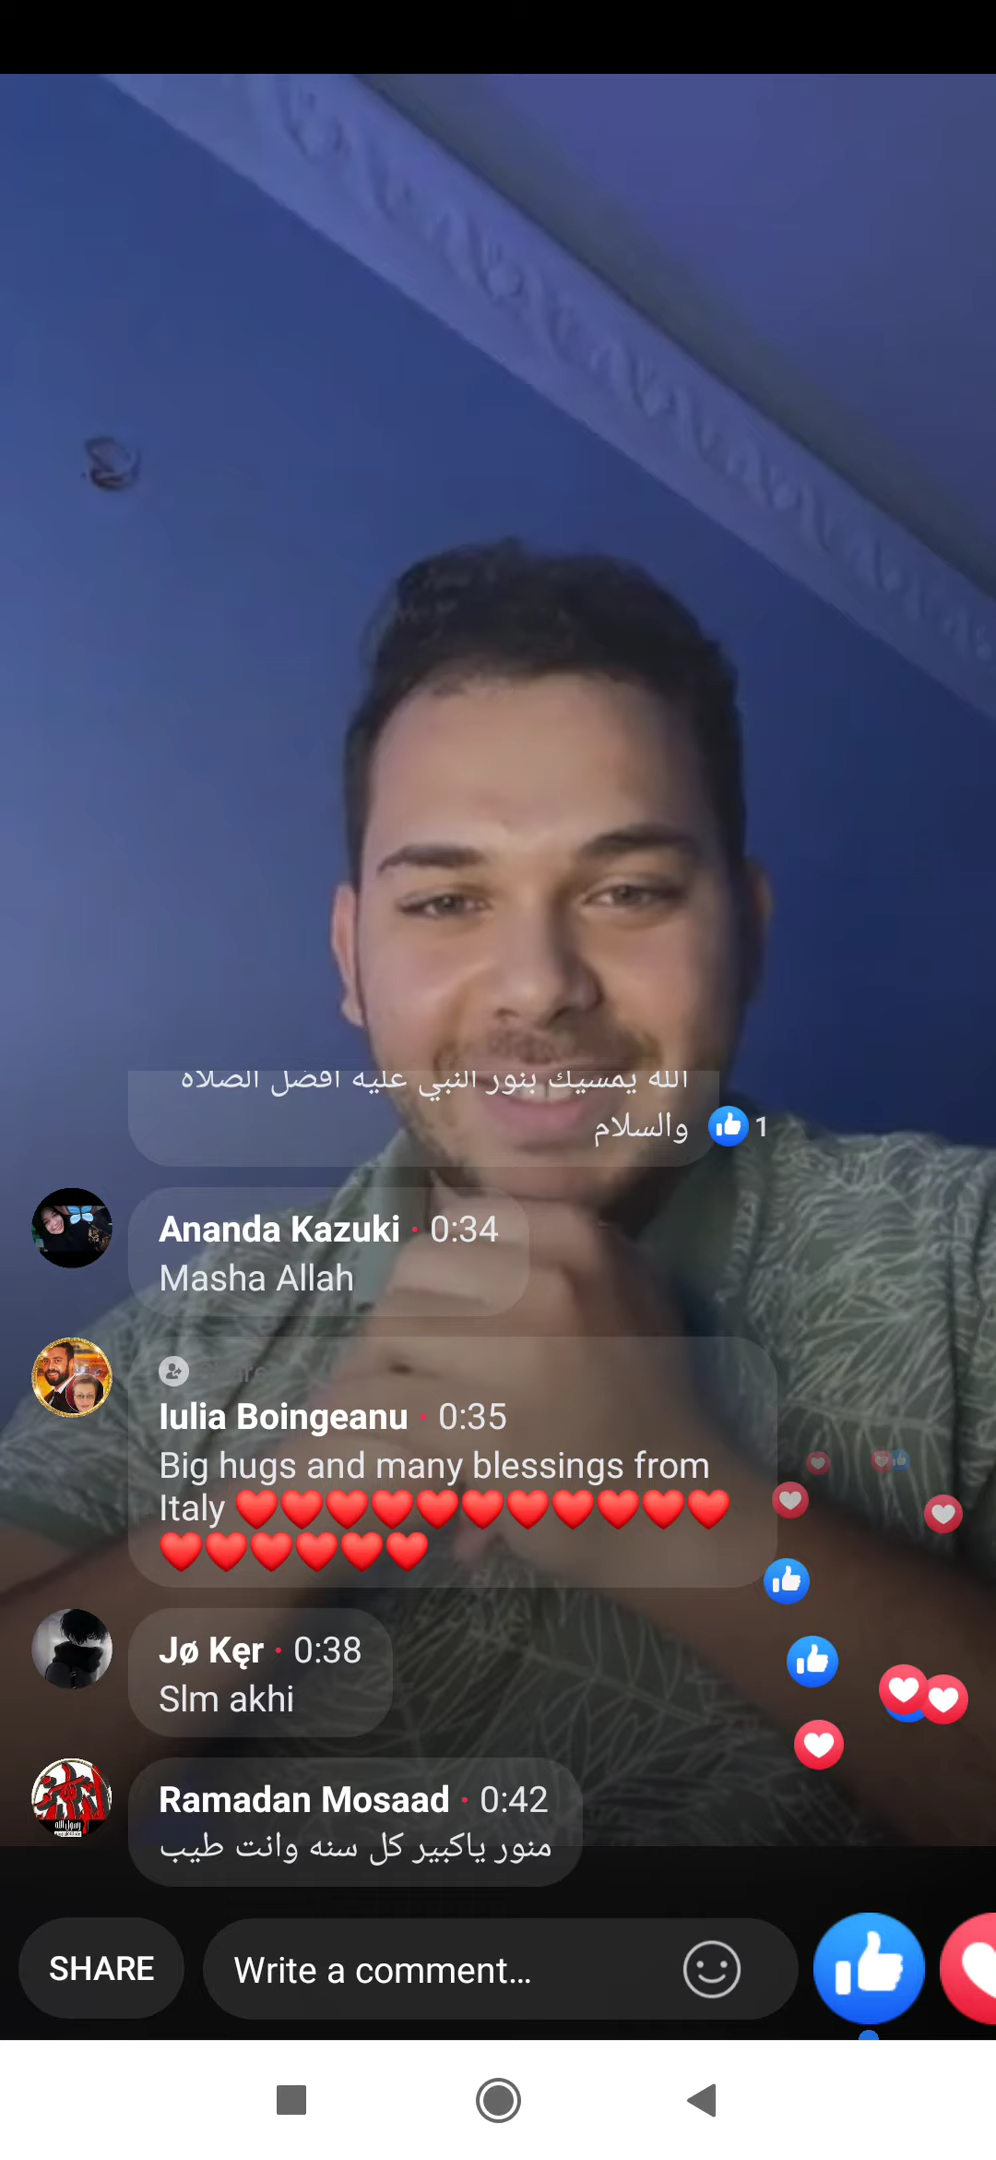 الله يمسيك بنور النبي عليه افضل الصلاه
والسلام
1
Ananda Kazuki · 0:34
Masha Allah
Iulia Boingeanu · 0:35
Big hugs and many blessings from
Italy ❤️❤️❤️❤️❤️❤️❤️❤️❤️❤️❤️
❤️❤️❤️❤️❤️❤️
Jø Kęr · 0:38
Slm akhi
Ramadan Mosaad · 0:42
منور ياكبير كل سنه وانت طيب
SHARE
Write a comment...